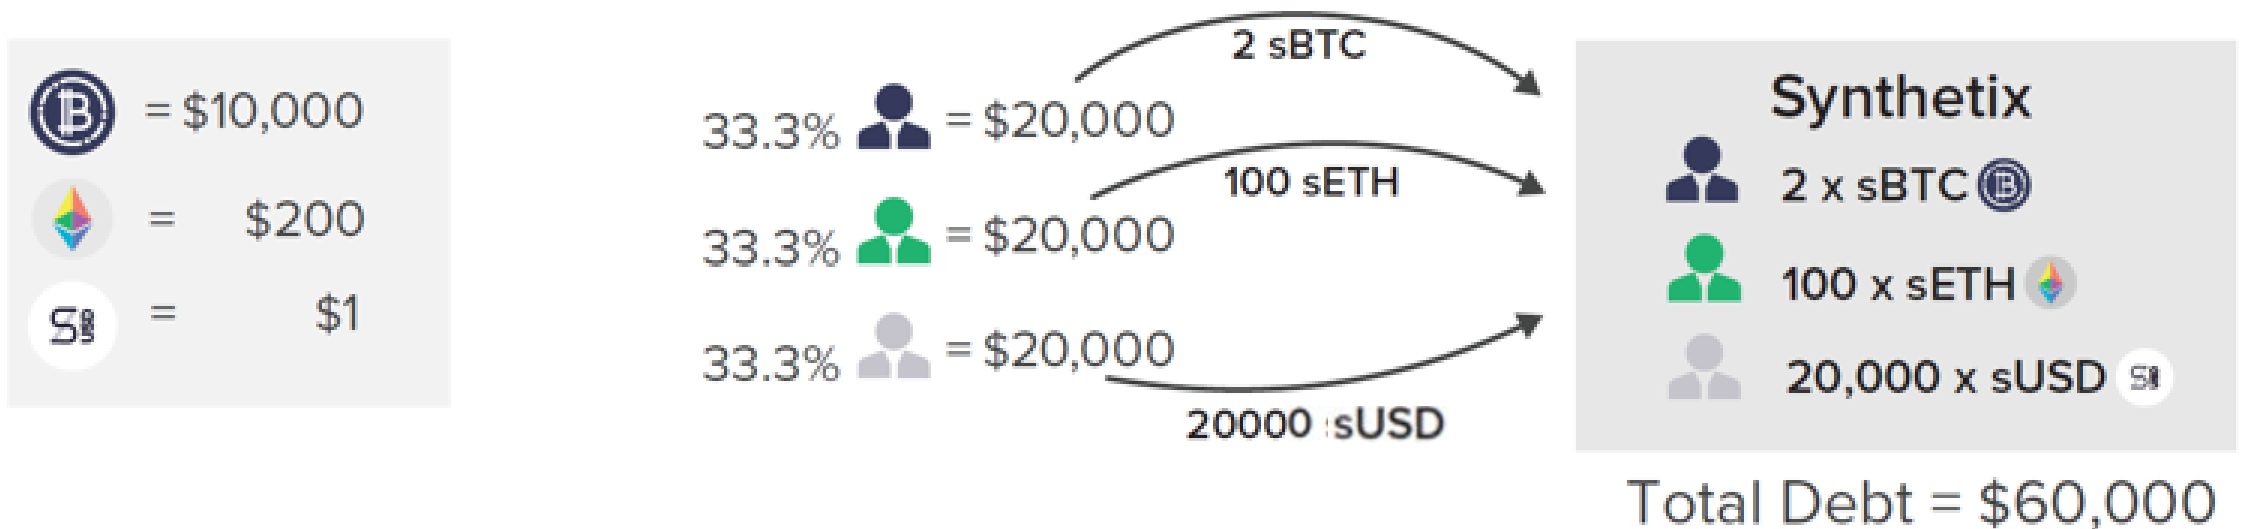 = $10,000
= $200
= $1
2 sBTC
33.3% = $20,000
100 sETH
33.3% = $20,000
33.3% = $20,000
20000 sUSD
Synthetix
2 x sBTC
100 x sETH
20,000 x sUSD
Total Debt = $60,000